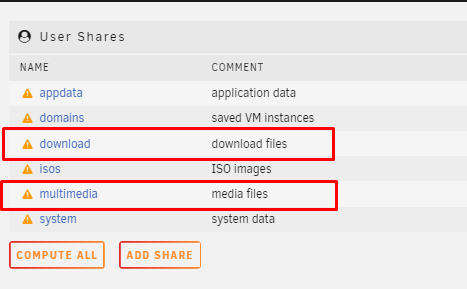 User Shares
NAME COMMENT
appdata application data
domains saved VM instances
download download files
isos ISO images
multimedia media files
system system data
COMPUTE ALL ADD SHARE